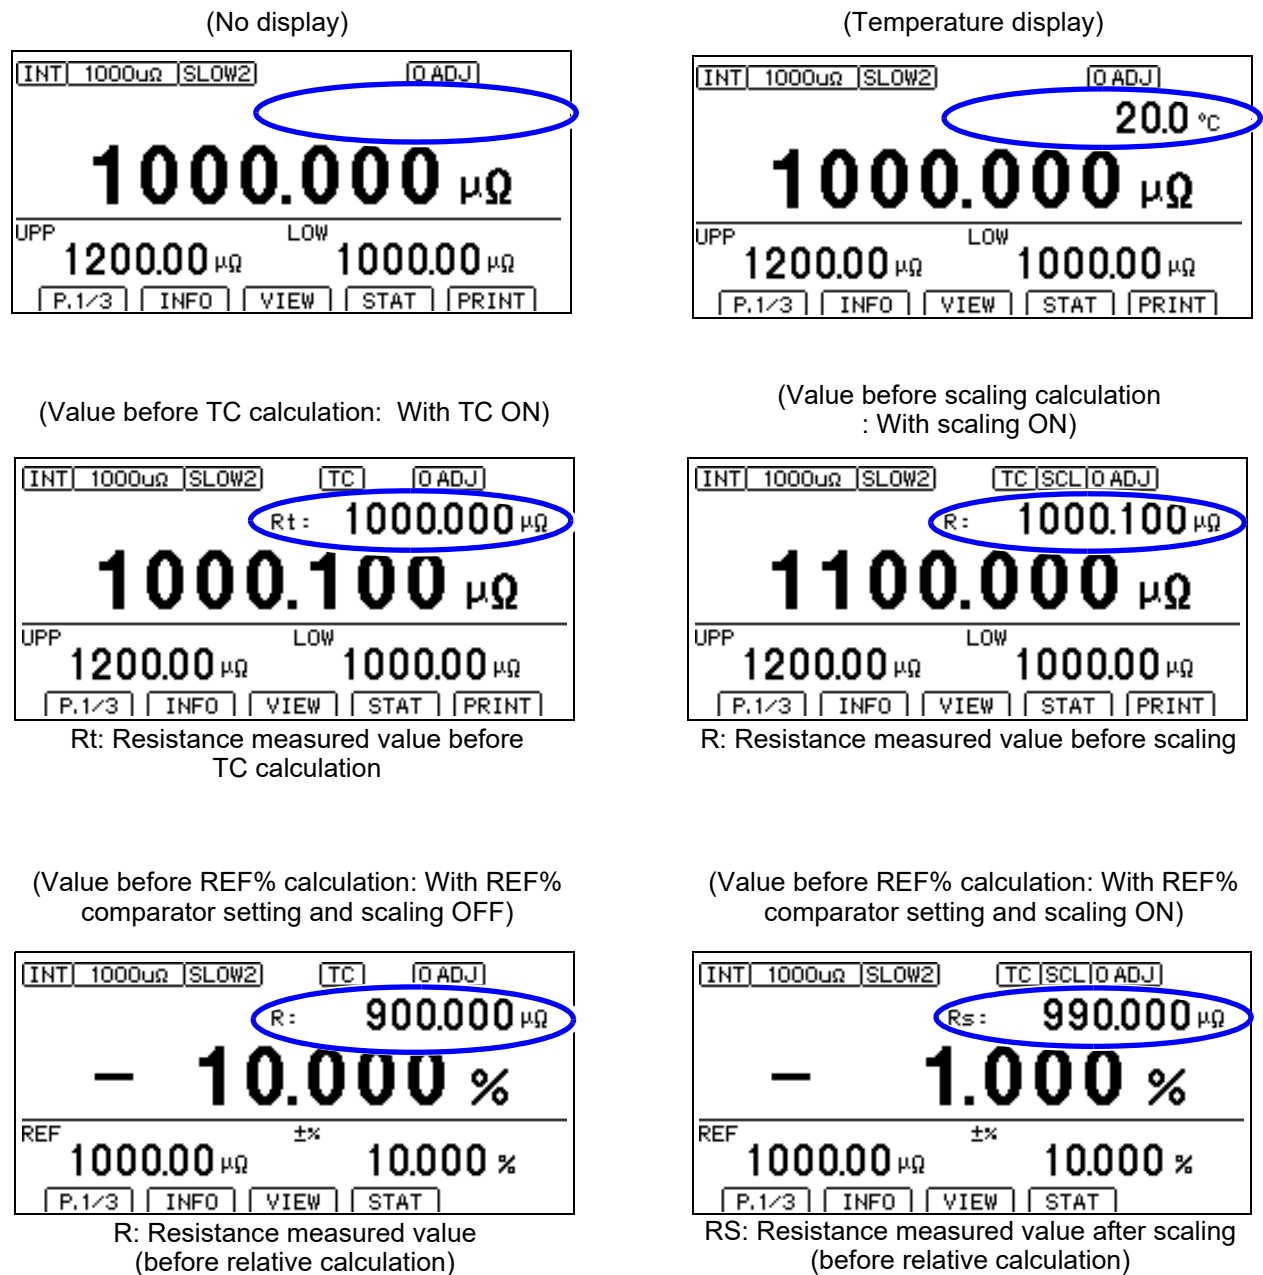 (No display)
INT 1000uΩ SLOW2 0 ADJ
1000.000 μΩ
UPP 1200.00 μΩ LOW 1000.00 μΩ
P.1/3 INFO VIEW STAT PRINT
(Temperature display)
INT 1000uΩ SLOW2 0 ADJ
20.0 °C
1000.000 μΩ
UPP 1200.00 μΩ LOW 1000.00 μΩ
P.1/3 INFO VIEW STAT PRINT
(Value before TC calculation: With TC ON)
INT 1000uΩ SLOW2 TC 0 ADJ
Rt: 1000.000 μΩ
1000.100 μΩ
UPP 1200.00 μΩ LOW 1000.00 μΩ
P.1/3 INFO VIEW STAT PRINT
Rt: Resistance measured value before
TC calculation
(Value before scaling calculation
: With scaling ON)
INT 1000uΩ SLOW2 TC SCL 0 ADJ
R: 1000.100 μΩ
1100.000 μΩ
UPP 1200.00 μΩ LOW 1000.00 μΩ
P.1/3 INFO VIEW STAT PRINT
R: Resistance measured value before scaling
(Value before REF% calculation: With REF%
comparator setting and scaling OFF)
INT 1000uΩ SLOW2 TC 0 ADJ
R: 900.000 μΩ
- 10.000 %
REF 1000.00 μΩ ±% 10.000 %
P.1/3 INFO VIEW STAT
R: Resistance measured value
(before relative calculation)
(Value before REF% calculation: With REF%
comparator setting and scaling ON)
INT 1000uΩ SLOW2 TC SCL 0 ADJ
Rs: 990.000 μΩ
- 1.000 %
REF 1000.00 μΩ ±% 10.000 %
P.1/3 INFO VIEW STAT
RS: Resistance measured value after scaling
(before relative calculation)